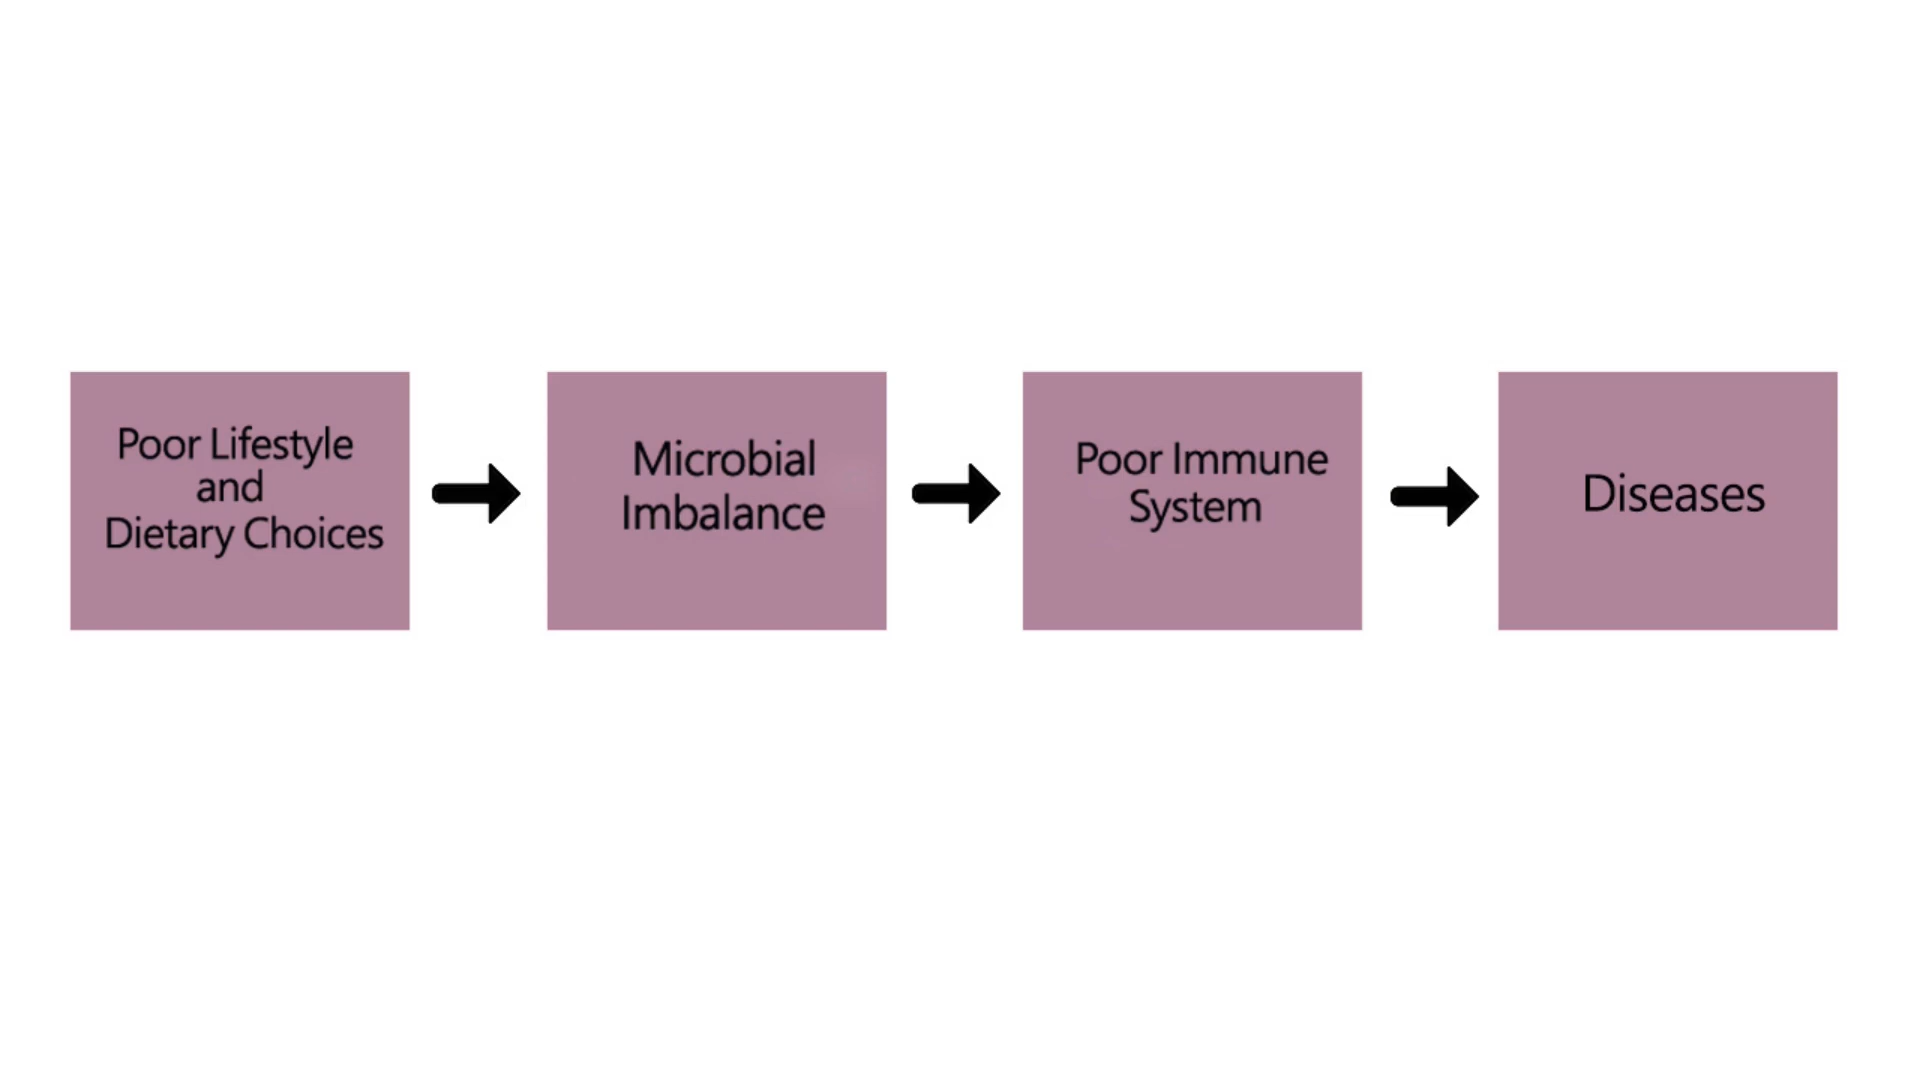 Poor Lifestyle
and
Dietary Choices
Microbial
Imbalance
Poor Immune
System
Diseases